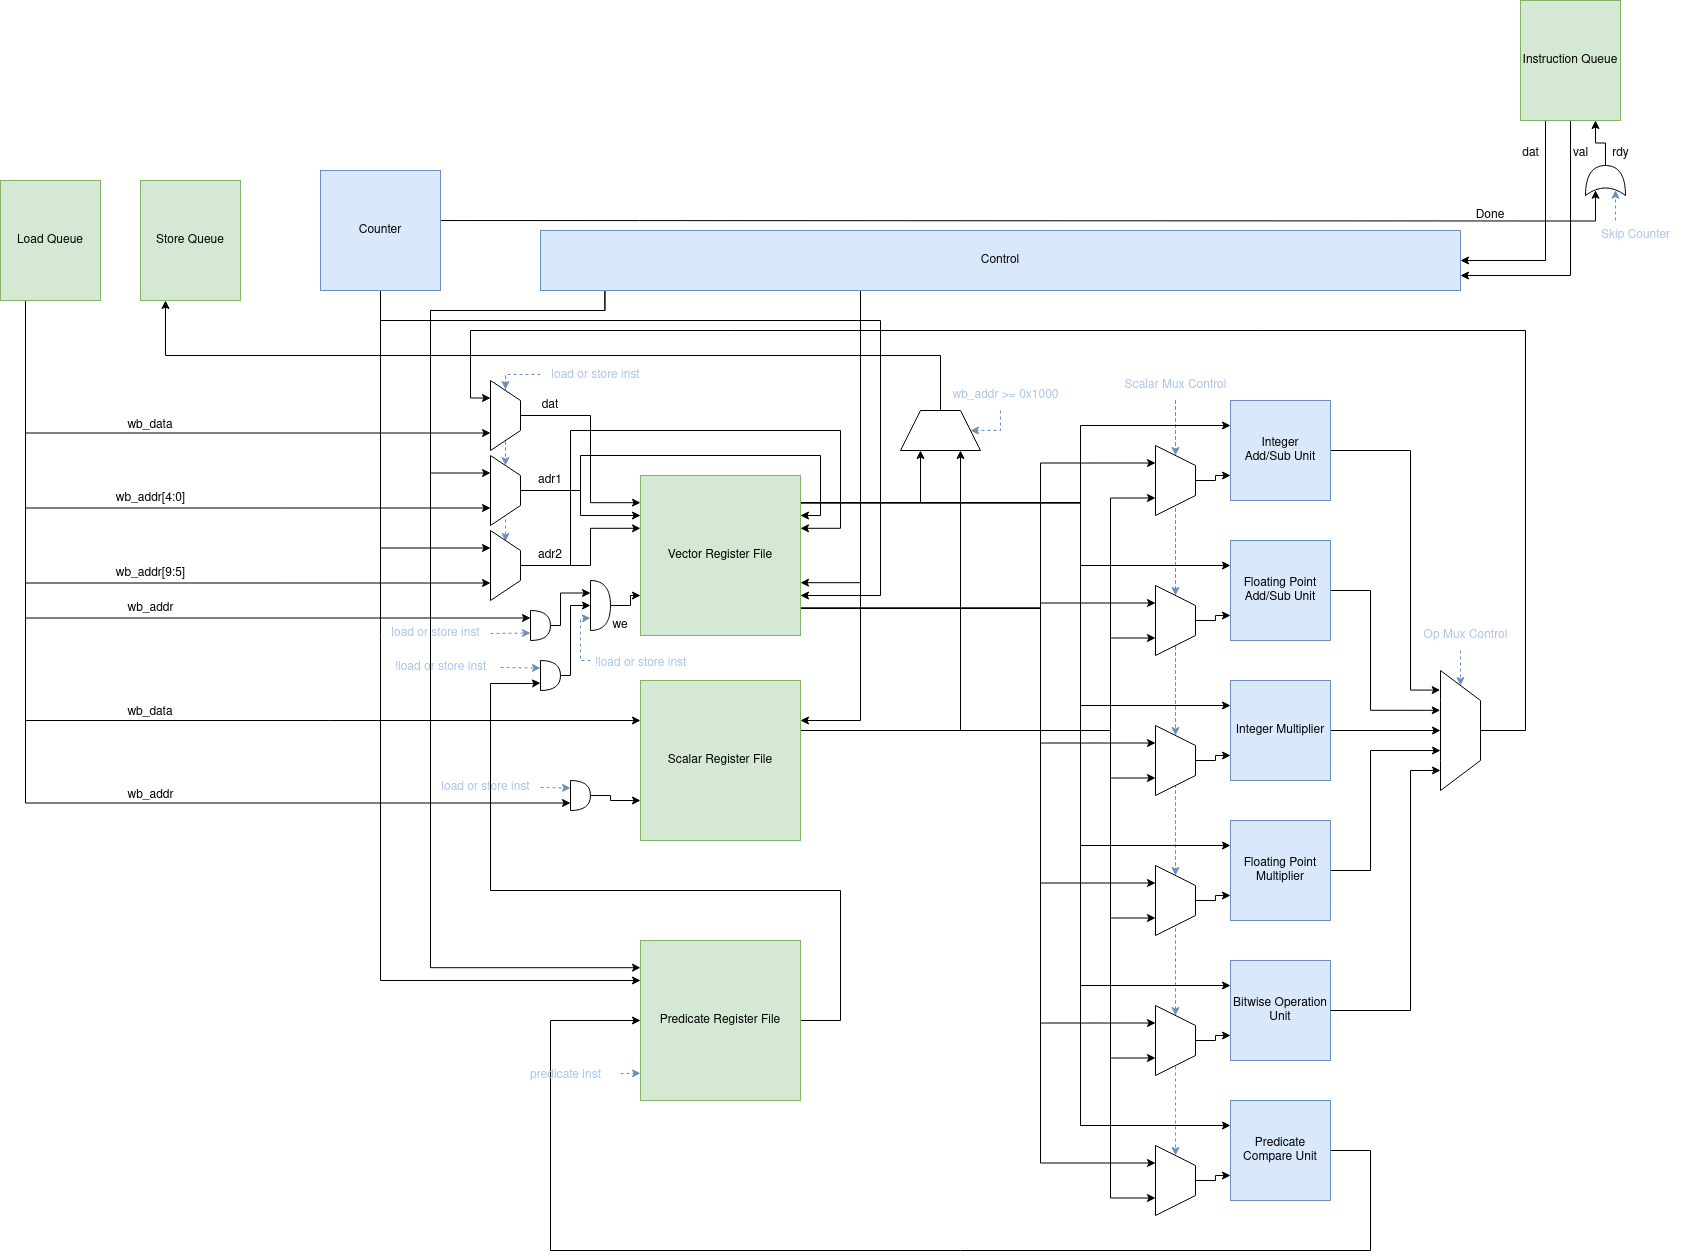 Instruction Queue
dat
val
rdy
Load Queue
Store Queue
Counter
Done
Skip Counter
Control
load or store inst
wb_addr >= 0x1000
Scalar Mux Control
dat
wb_data
Integer
Add/Sub Unit
adr1
wb_addr[4:0]
adr2
Vector Register File
wb_addr[9:5]
Floating Point
Add/Sub Unit
wb_addr
we
load or store inst
Op Mux Control
!load or store inst
!load or store inst
wb_data
Integer Multiplier
Scalar Register File
load or store inst
wb_addr
Floating Point
Multiplier
Bitwise Operation
Unit
Predicate Register File
predicate inst
Predicate
Compare Unit